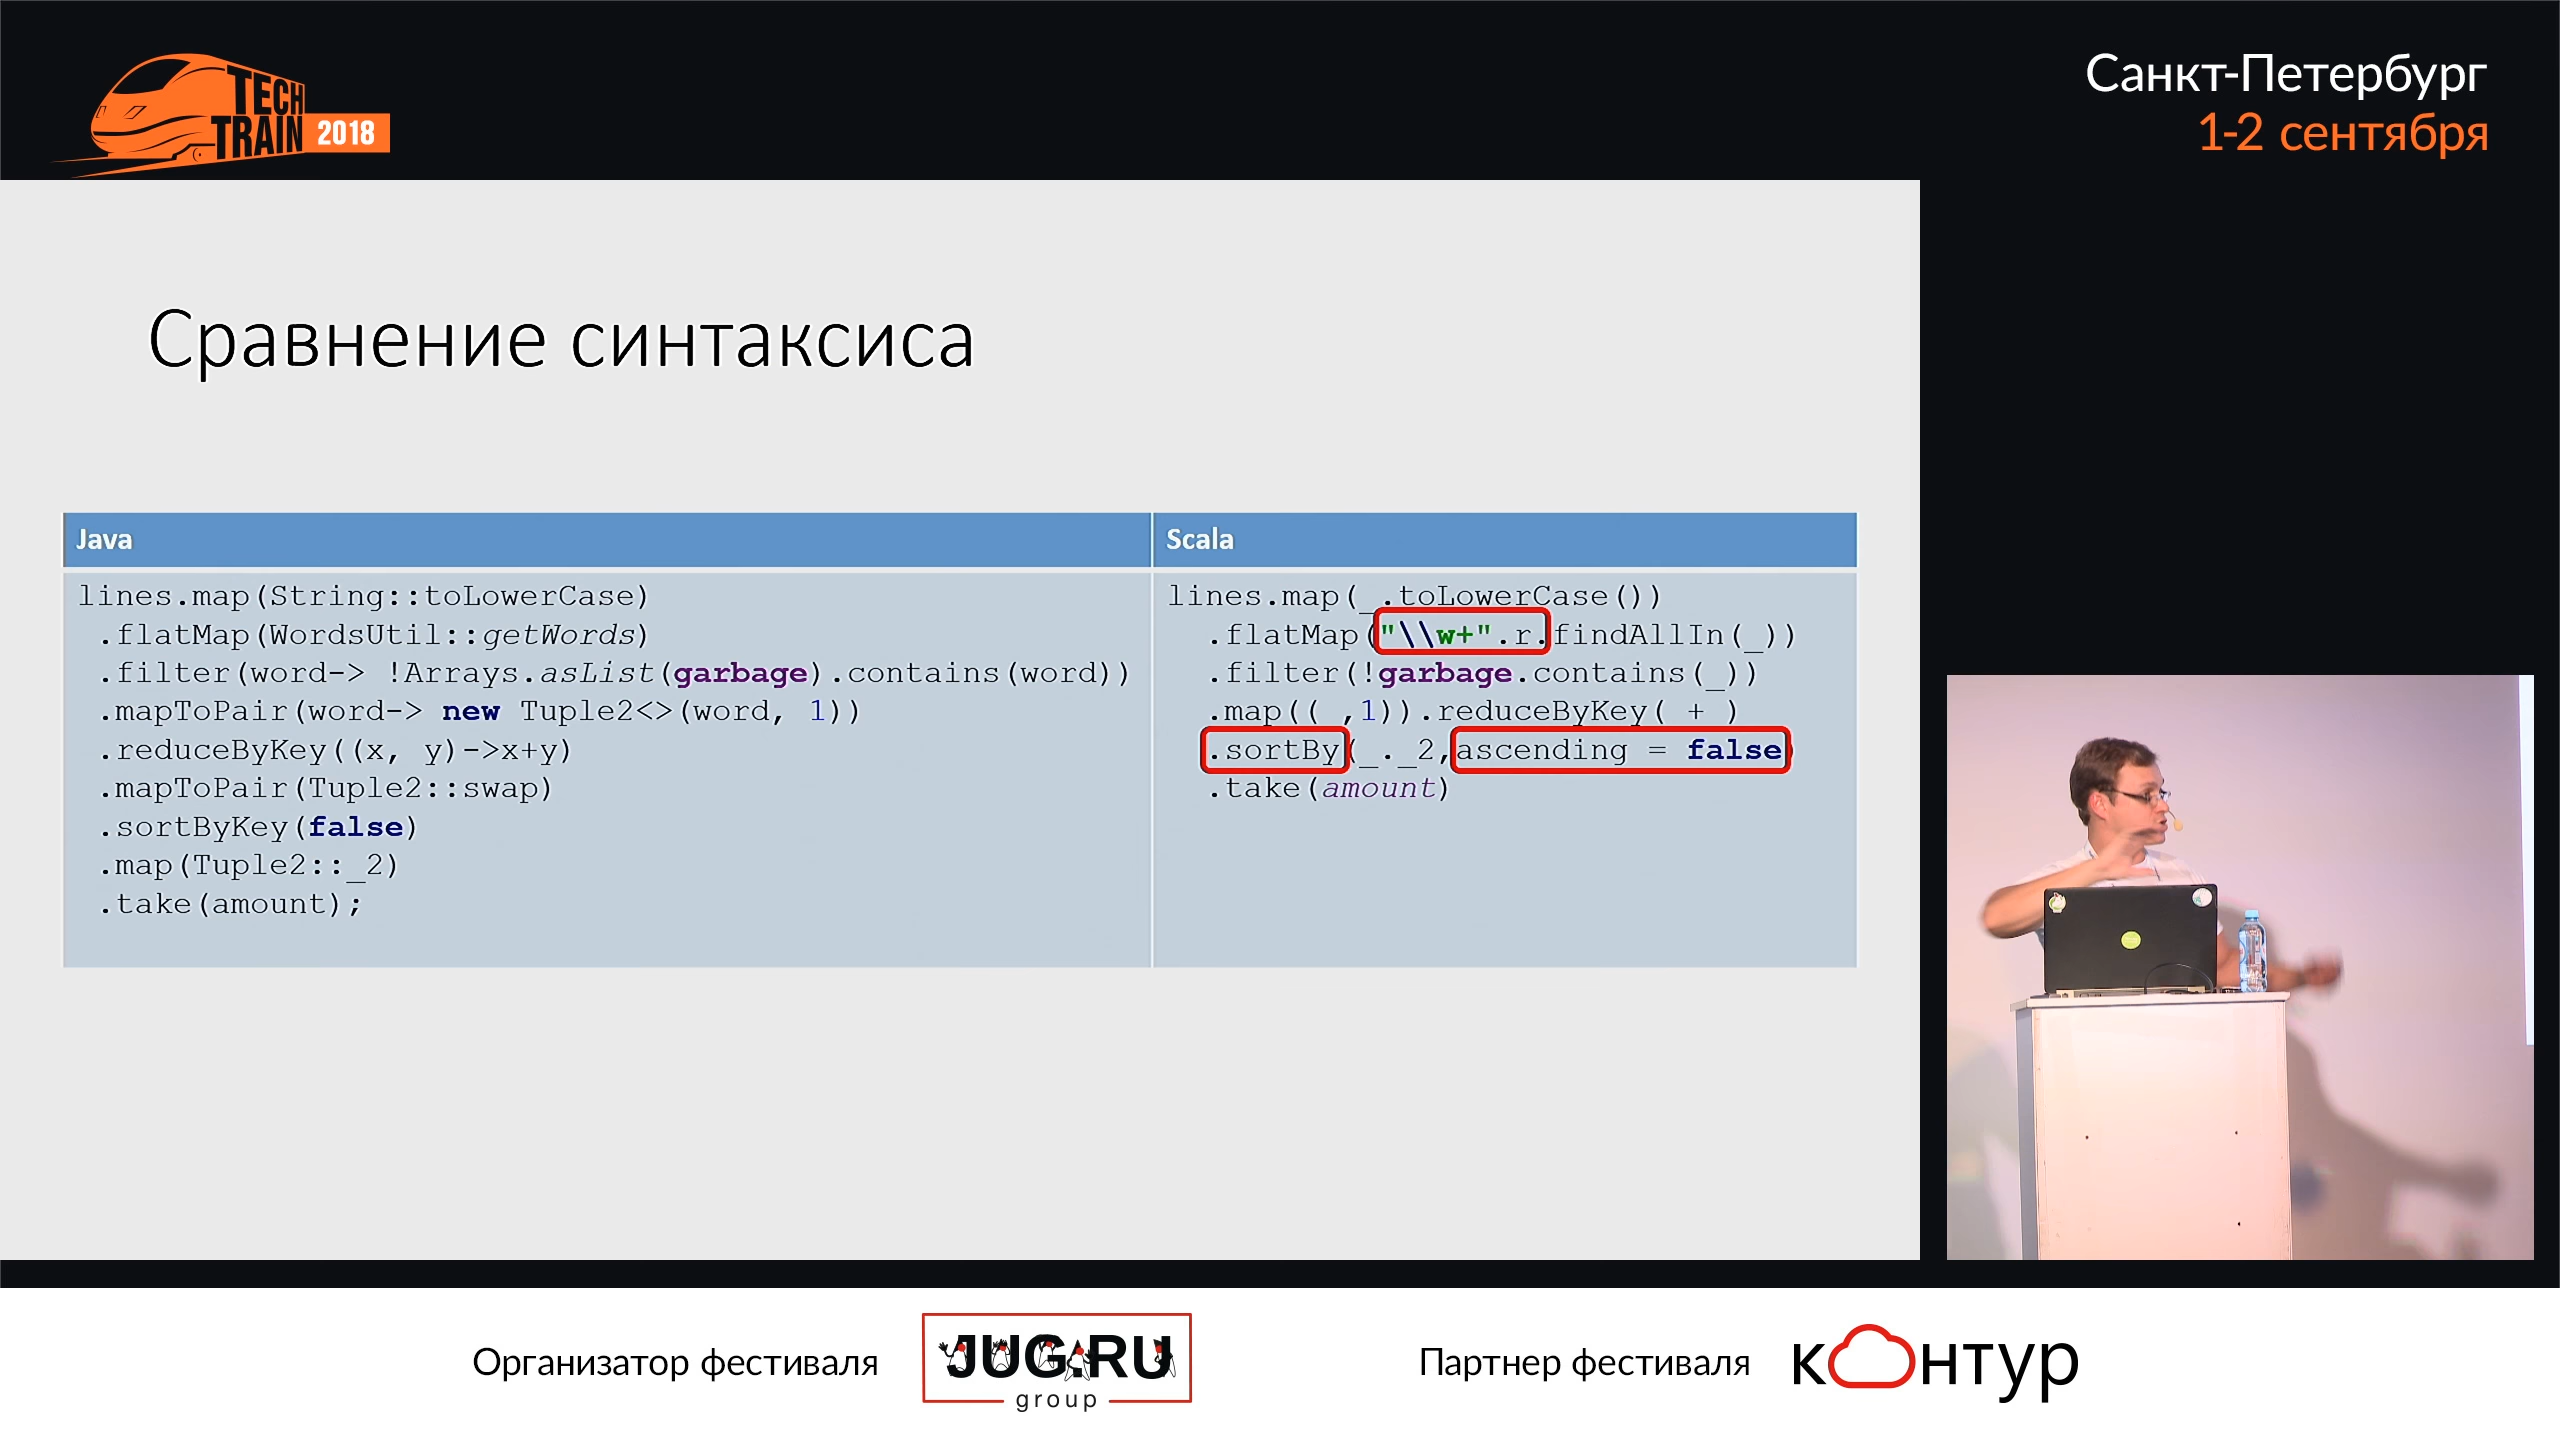 TECH
TRAIN 2018
Санкт-Петербург
1-2 сентября
Сравнение синтаксиса
Java
lines.map(String::toLowerCase)
.flatMap(WordsUtil::getWords)
.filter(word-> !Arrays.asList(garbage).contains(word))
.mapToPair(word-> new Tuple2<>(word, 1))
.reduceByKey((x, y)->x+y)
.mapToPair(Tuple2::swap)
.sortByKey(false)
.map(Tuple2::_2)
.take(amount);
Scala
lines.map(_.toLowerCase())
.flatMap("\\w+".r.findAllIn(_))
.filter(!garbage.contains(_))
.map((_,1)).reduceByKey(_+_)
.sortBy(_._2,ascending = false)
.take(amount)
Организатор фестиваля
JUG.RU
group
Партнер фестиваля
контур